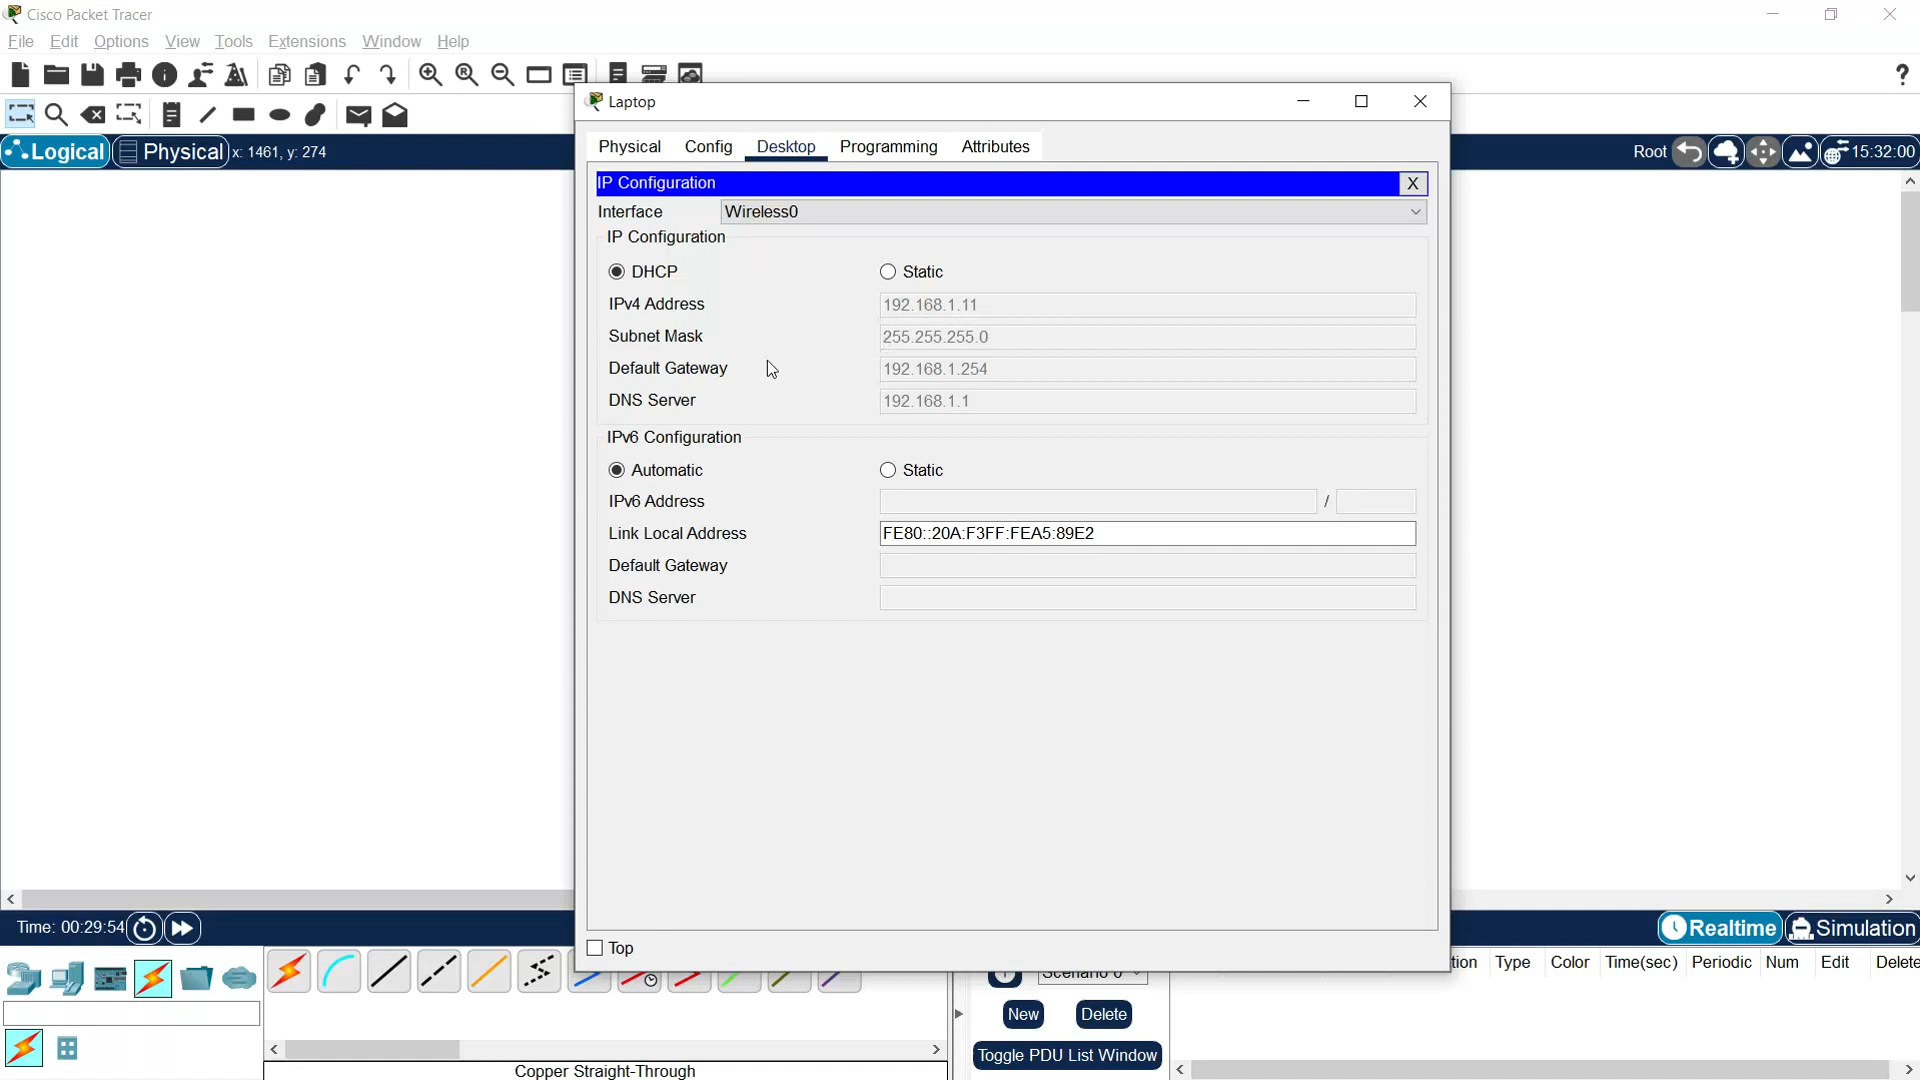 Cisco Packet Tracer
File Edit Options View Tools Extensions Window Help
Laptop
Physical Config Desktop Programming Attributes
Logical Physical x: 1461, y: 274
Root 15:32:00
IP Configuration X
Interface Wireless0
IP Configuration
DHCP Static
IPv4 Address 192.168.1.11
Subnet Mask 255.255.255.0
Default Gateway 192.168.1.254
DNS Server 192.168.1.1
IPv6 Configuration
Automatic Static
IPv6 Address /
Link Local Address FE80::20A:F3FF:FEA5:89E2
Default Gateway
DNS Server
Time: 00:29:54
Realtime Simulation
Top
Scenario 0
tion Type Color Time(sec) Periodic Num Edit Delete
New Delete
Toggle PDU List Window
Copper Straight-Through